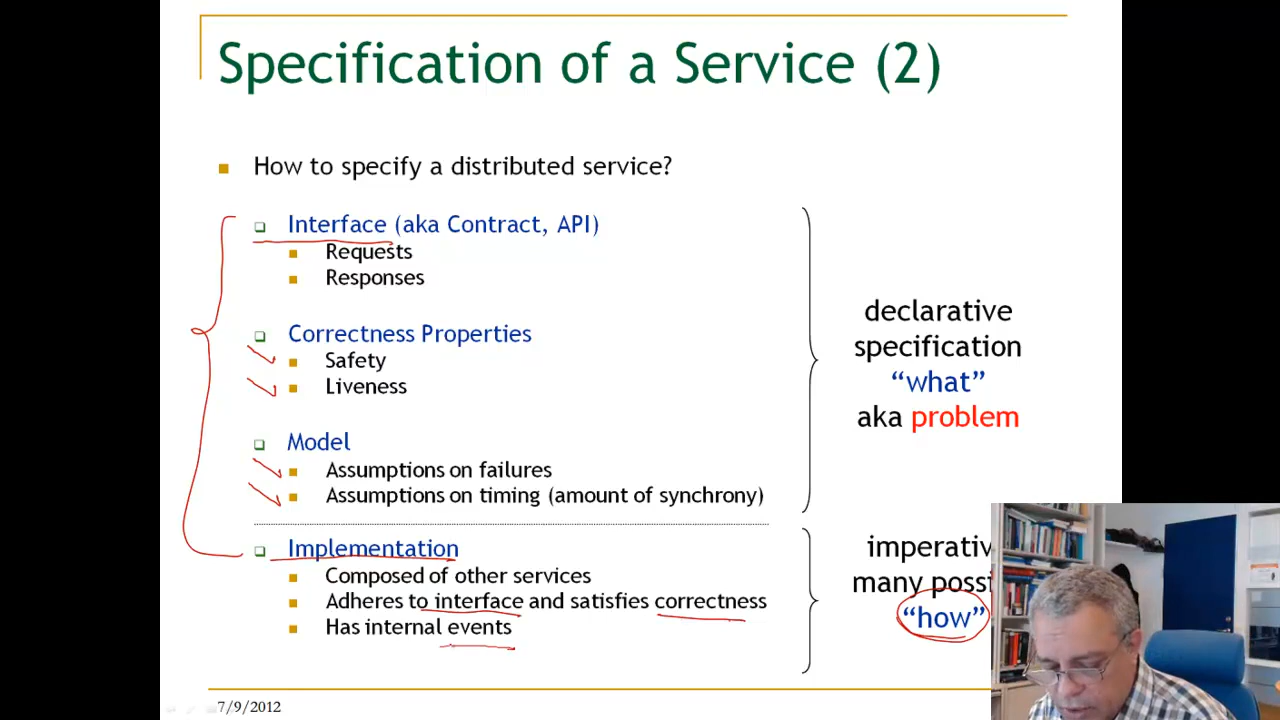 Specification of a Service (2)
How to specify a distributed service?
Interface (aka Contract, API)
Requests
Responses
Correctness Properties
Safety
Liveness
Model
Assumptions on failures
Assumptions on timing (amount of synchrony)
declarative
specification
“what”
aka problem
Implementation
Composed of other services
Adheres to interface and satisfies correctness
Has internal events
many
“how”
7/9/2012